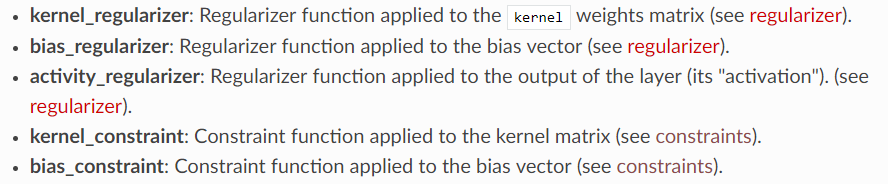 • kernel_regularizer: Regularizer function applied to the kernel weights matrix (see regularizer).
• bias_regularizer: Regularizer function applied to the bias vector (see regularizer).
• activity_regularizer: Regularizer function applied to the output of the layer (its "activation"). (see
regularizer).
• kernel_constraint: Constraint function applied to the kernel matrix (see constraints).
• bias_constraint: Constraint function applied to the bias vector (see constraints).